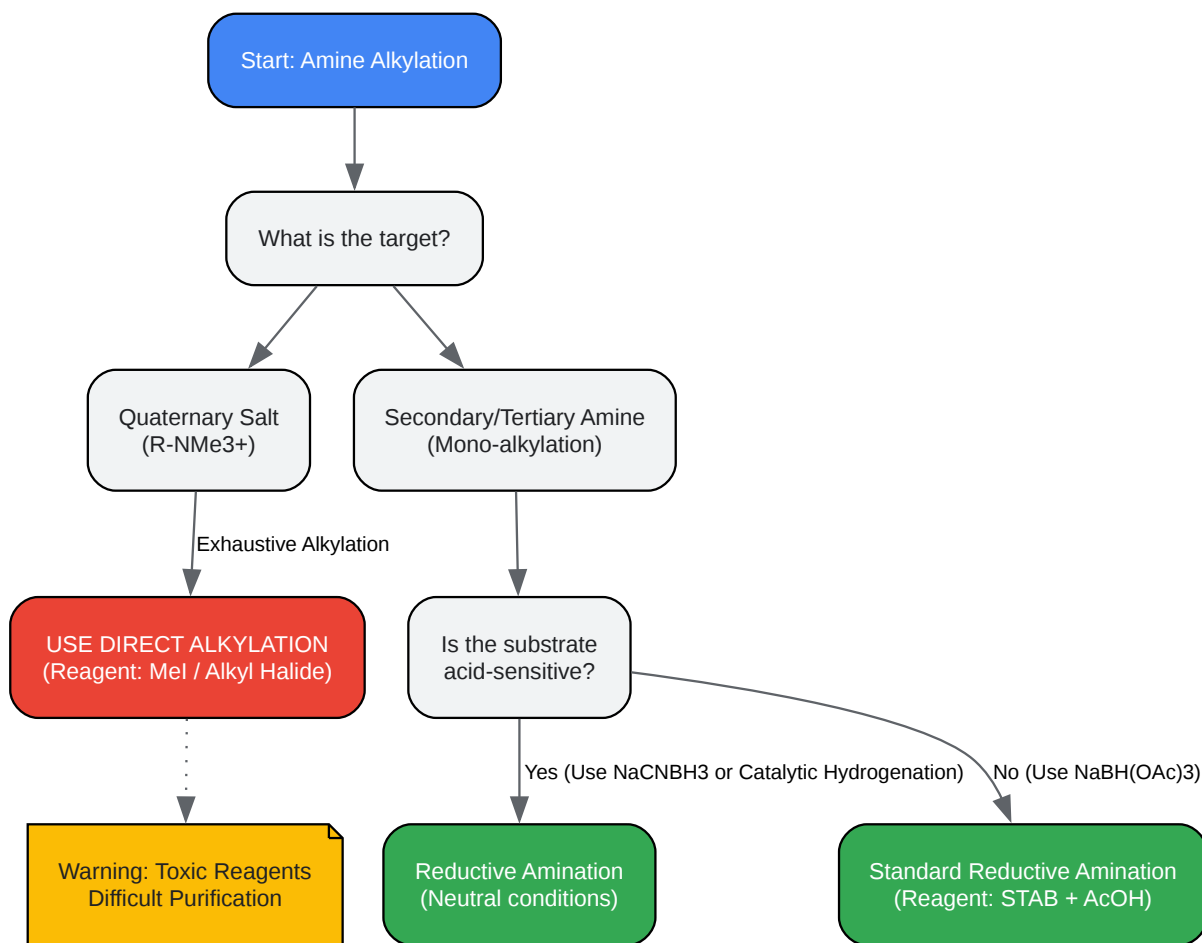 Start: Amine Alkylation
What is the target?
Quaternary Salt
(R-NMe3+)
Secondary/Tertiary Amine
(Mono-alkylation)
Exhaustive Alkylation
USE DIRECT ALKYLATION
(Reagent: MeI / Alkyl Halide)
Is the substrate
acid-sensitive?
Yes (Use NaCNBH3 or Catalytic Hydrogenation)
No (Use NaBH(OAc)3)
Warning: Toxic Reagents
Difficult Purification
Reductive Amination
(Neutral conditions)
Standard Reductive Amination
(Reagent: STAB + AcOH)